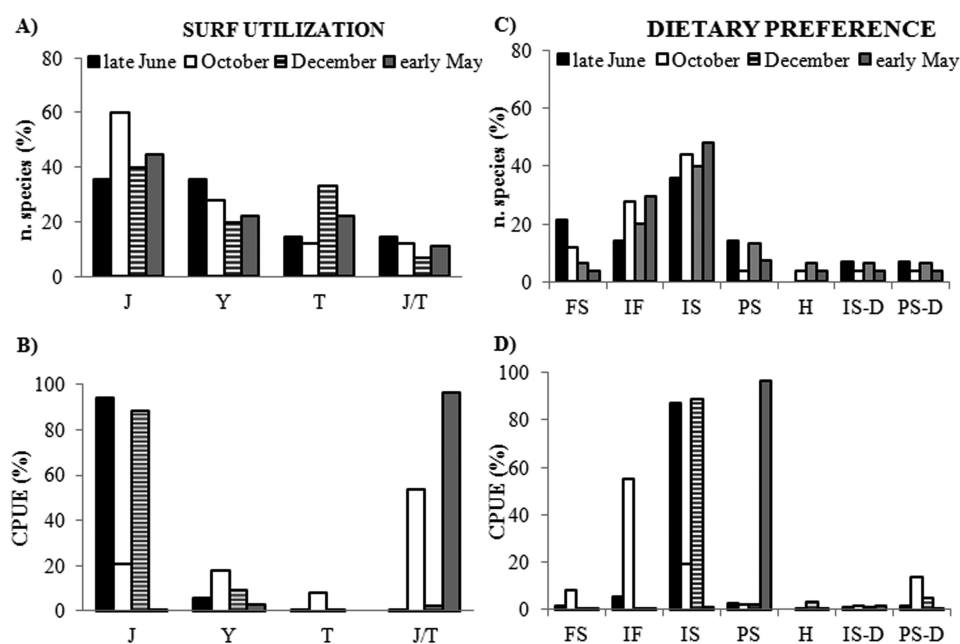 A) SURF UTILIZATION
80
late June October December early May
60
40
20
0
n. species (%)
J Y T J/T
B)
100
80
60
40
20
0
CPUE (%)
J Y T J/T
C) DIETARY PREFERENCE
80
late June October December early May
60
40
20
0
n. species (%)
FS IF IS PS H IS-D PS-D
D)
100
80
60
40
20
0
CPUE (%)
FS IF IS PS H IS-D PS-D